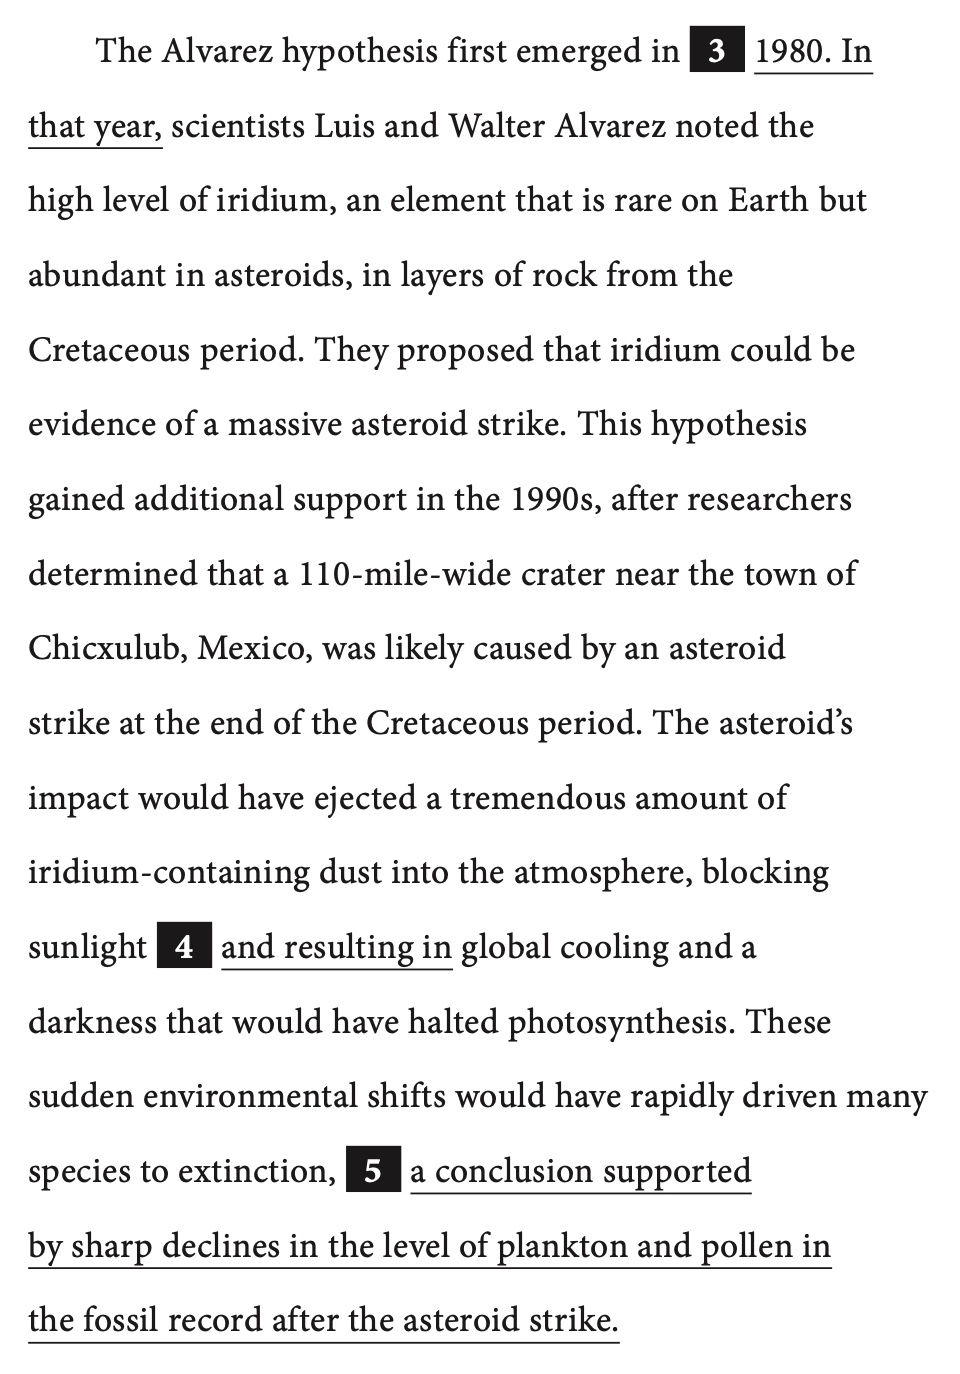 The Alvarez hypothesis first emerged in 3 1980. In
that year, scientists Luis and Walter Alvarez noted the
high level of iridium, an element that is rare on Earth but
abundant in asteroids, in layers of rock from the
Cretaceous period. They proposed that iridium could be
evidence of a massive asteroid strike. This hypothesis
gained additional support in the 1990s, after researchers
determined that a 110-mile-wide crater near the town of
Chicxulub, Mexico, was likely caused by an asteroid
strike at the end of the Cretaceous period. The asteroid’s
impact would have ejected a tremendous amount of
iridium-containing dust into the atmosphere, blocking
sunlight 4 and resulting in global cooling and a
darkness that would have halted photosynthesis. These
sudden environmental shifts would have rapidly driven many
species to extinction, 5 a conclusion supported
by sharp declines in the level of plankton and pollen in
the fossil record after the asteroid strike.